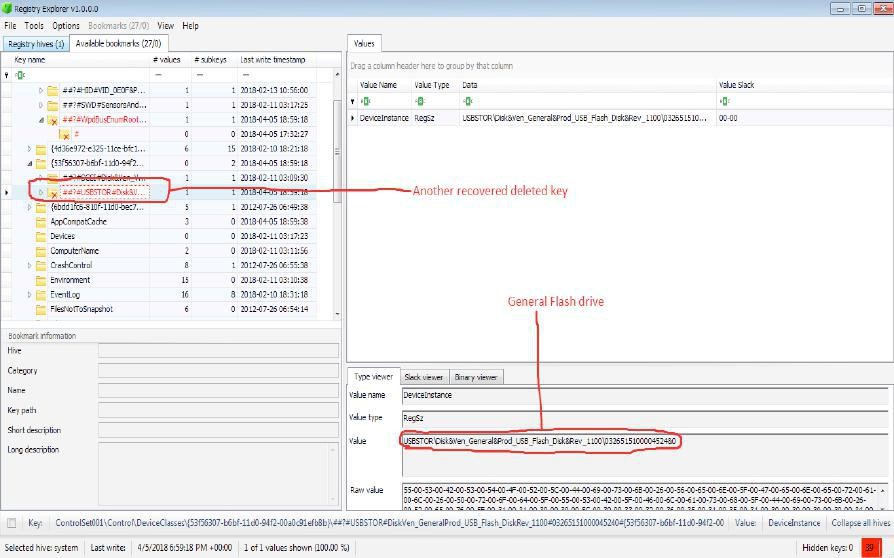 Registry Explorer v1.0.0.0
File Tools Options Bookmarks (27/0) View Help
Registry hives (1) Available bookmarks (27/0)
Key name # values # subkeys Last write timestamp
##?#HID#VID_0E0F&P... 1 1 2018-02-13 10:56:00
##?#SWD#SensorsAnd... 1 1 2018-02-11 03:17:25
##?#WpdBusEnumRoot... 1 1 2018-04-05 18:59:18
# 0 0 2018-04-05 17:32:27
{4d36e972-e325-11ce-bfc1... 6 15 2018-02-10 18:21:18
{53f56307-b6bf-11d0-94f2... 0 2 2018-04-05 18:59:18
1 1 2018-02-11 03:09:30
##?#USBSTOR#Disk&V... 1 1 2018-04-05 18:59:18
{6bdd1fc6-810f-11d0-bec7... 5 1 2012-07-26 06:49:38
AppCompatCache 3 0 2018-04-05 18:59:38
Devices 0 0 2018-02-11 03:17:23
ComputerName 2 0 2018-02-11 03:11:56
CrashControl 8 1 2012-07-26 06:55:38
Environment 15 0 2018-02-11 03:10:38
EventLog 16 8 2018-02-10 18:31:18
FilesNotToSnapshot 6 0 2012-07-26 06:54:14
Bookmark information
Hive
Category
Name
Key path
Short description
Long description
Values
Drag a column header here to group by that column
Value Name Value Type Data Value Slack
DeviceInstance RegSz USBSTOR\Disk&Ven_General&Prod_USB_Flash_Disk&Rev_1100\032651510... 00-00
Another recovered deleted key
General Flash drive
Type viewer Slack viewer Binary viewer
Value name DeviceInstance
Value type RegSz
Value USBSTOR\Disk&Ven_General&Prod_USB_Flash_Disk&Rev_1100\0326515100004524&0
Raw value 55-00-53-00-42-00-53-00-54-00-4F-00-52-00-5C-00-44-00-69-00-73-00-6B-00-26-00-56-00-65-00-6E-00-5F-00-47-00-65-00-6E-00-65-00-72-00-61-
00-6C-00-26-00-50-00-72-00-6F-00-64-00-5F-00-55-00-53-00-42-00-5F-00-46-00-6C-00-61-00-73-00-68-00-5F-00-44-00-69-00-73-00-6B-00-26-
Key: ControlSet001\Control\DeviceClasses\{53f56307-b6bf-11d0-94f2-00a0c91efb8b}\##?#USBSTOR#DiskVen_GeneralProd_USB_Flash_DiskRev_1100#03265151000045240#{53f56307-b6bf-11d0-94f2-00 Value: DeviceInstance Collapse all hives
Selected hive: system Last write: 4/5/2018 6:59:18 PM +00:00 1 of 1 values shown (100.00 %) Hidden keys: 0 39